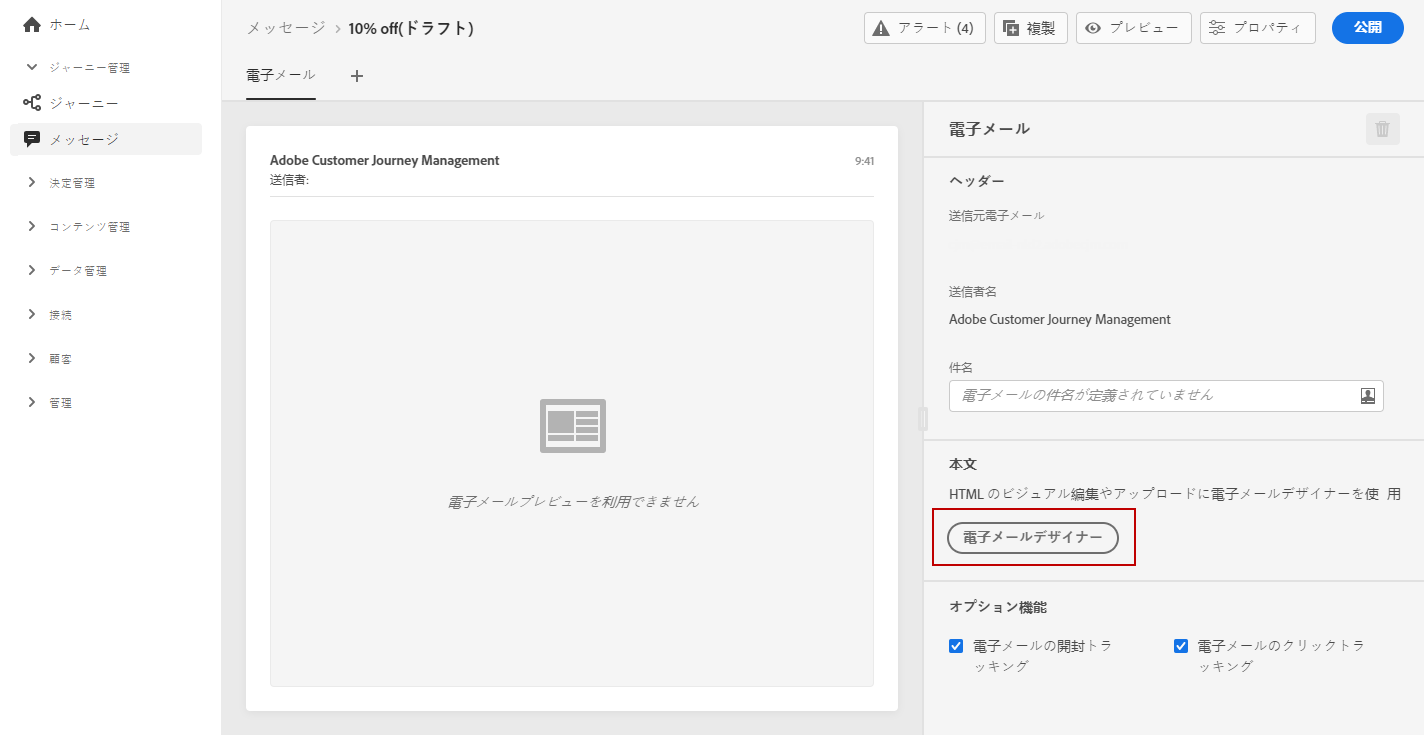 ホーム
ジャーニー管理
ジャーニー
メッセージ
決定管理
コンテンツ管理
データ管理
接続
顧客
管理
メッセージ > 10% off(ドラフト)
アラート (4)
複製
プレビュー
プロパティ
公開
電子メール
Adobe Customer Journey Management
9:41
送信者:
電子メールプレビューを利用できません
電子メール
ヘッダー
送信元電子メール
送信者名
Adobe Customer Journey Management
件名
電子メールの件名が定義されていません
本文
HTML のビジュアル編集やアップロードに電子メールデザイナーを使 用
電子メールデザイナー
オプション機能
電子メールの開封トラ
ッキング
電子メールのクリックトラ
ッキング